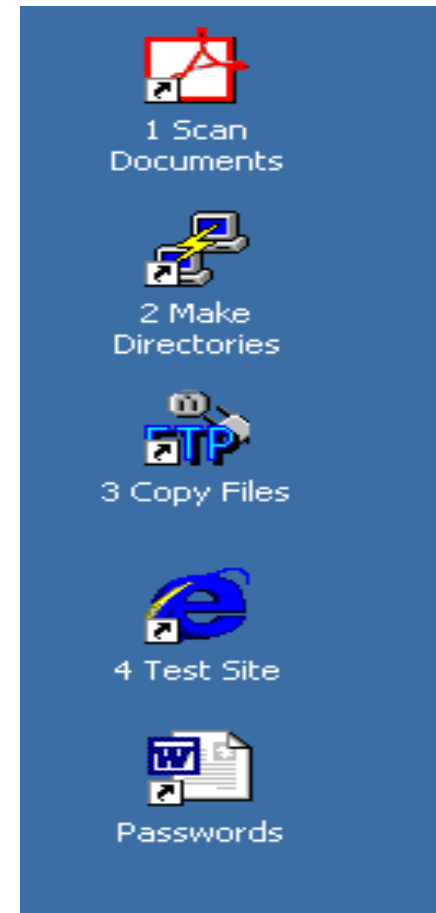 1 Scan
Documents
2 Make
Directories
FTP
3 Copy Files
4 Test Site
W
Passwords